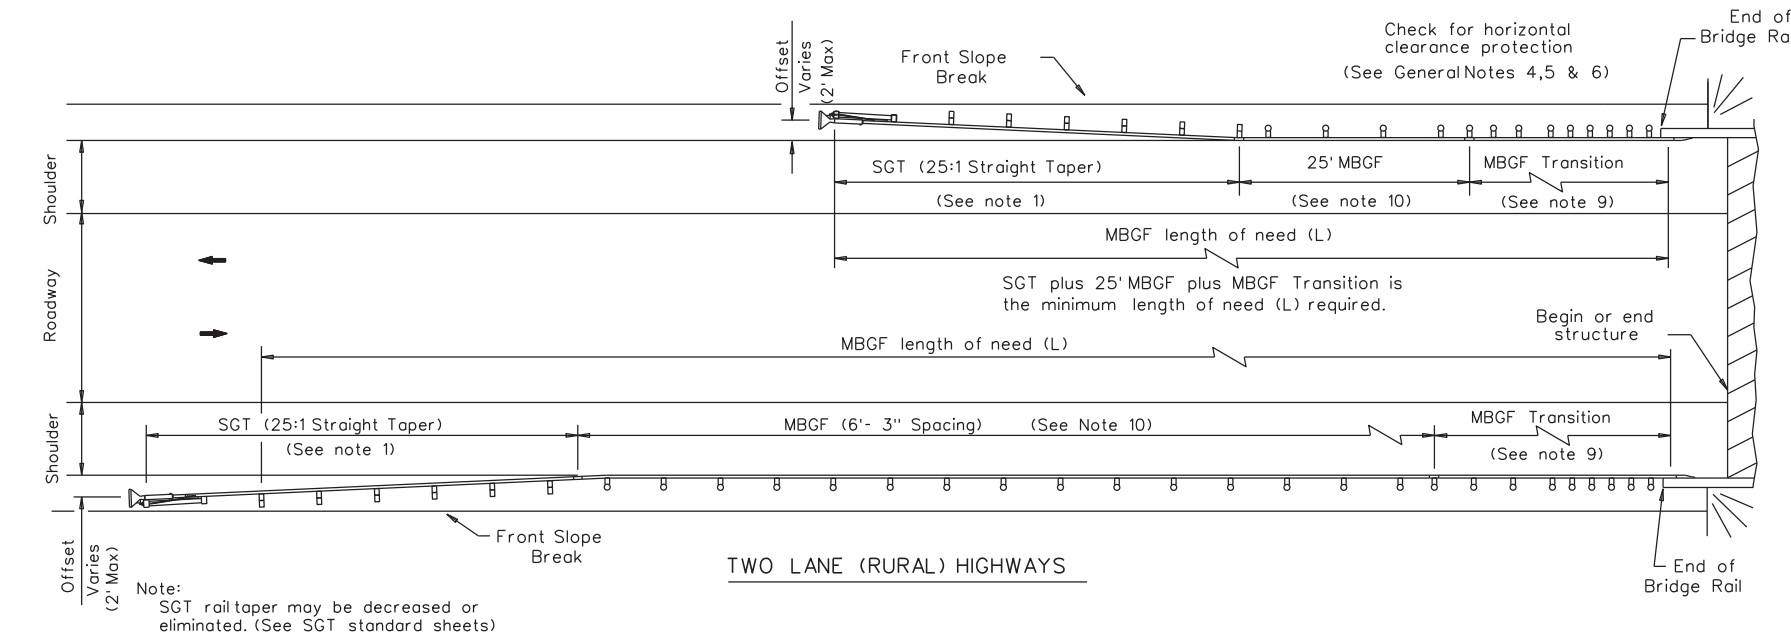 End of
Bridge Ra
Check for horizontal
clearance protection
(See General Notes 4,5 & 6)
Front Slope
Break
Offset
Varies
(2' Max)
Shoulder
SGT (25:1 Straight Taper)
25' MBGF
MBGF Transition
(See note 1)
(See note 10)
(See note 9)
MBGF length of need (L)
SGT plus 25' MBGF plus MBGF Transition is
the minimum length of need (L) required.
Roadway
Begin or end
structure
MBGF length of need (L)
Shoulder
SGT (25:1 Straight Taper)
MBGF (6'- 3" Spacing) (See Note 10)
MBGF Transition
(See note 1)
(See note 9)
Front Slope
Break
Offset
Varies
(2' Max)
TWO LANE (RURAL) HIGHWAYS
End of
Bridge Rail
Note:
SGT rail taper may be decreased or
eliminated. (See SGT standard sheets)